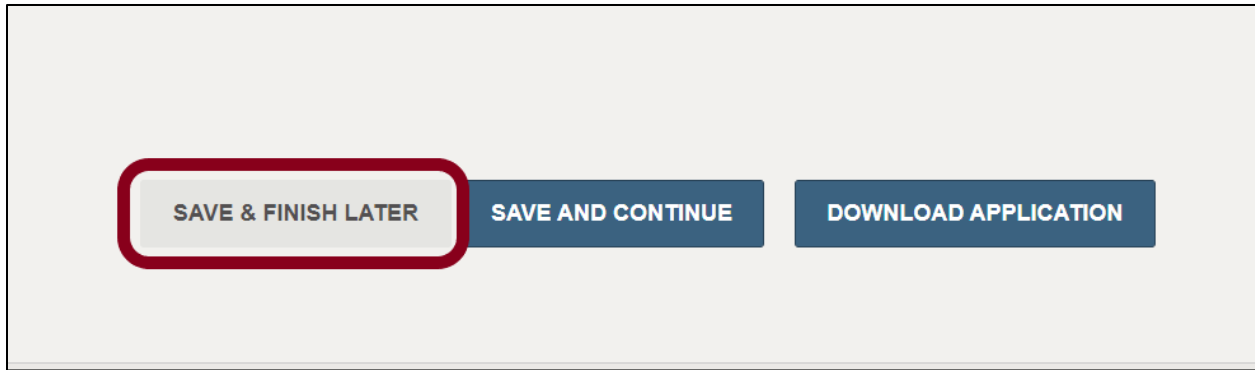 SAVE & FINISH LATER
SAVE AND CONTINUE
DOWNLOAD APPLICATION